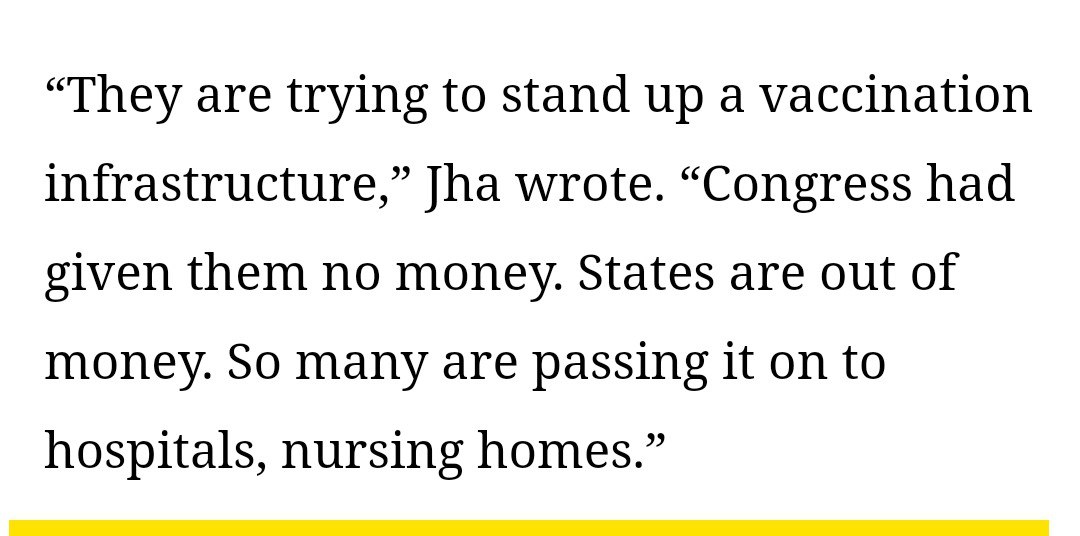 “They are trying to stand up a vaccination
infrastructure,” Jha wrote. “Congress had
given them no money. States are out of
money. So many are passing it on to
hospitals, nursing homes.”